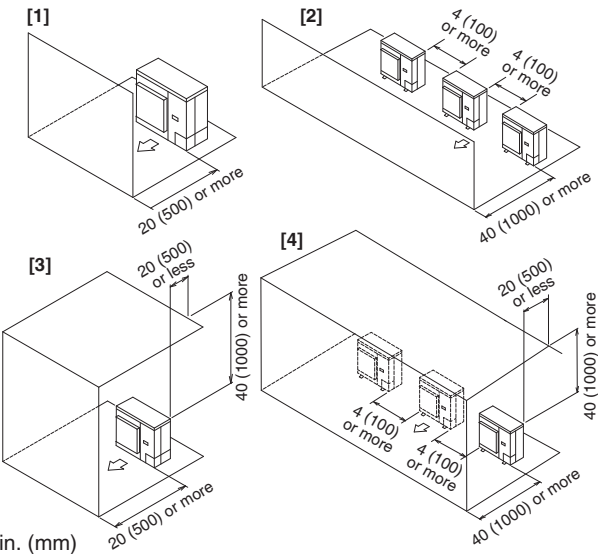 [1]
20 (500) or more
[2]
4 (100)
or more
4 (100)
or more
40 (1000) or more
[3]
20 (500)
or less
40 (1000) or more
20 (500) or more
[4]
20 (500)
or less
40 (1000) or more
4 (100)
or more
4 (100)
or more
40 (1000) or more
in. (mm)